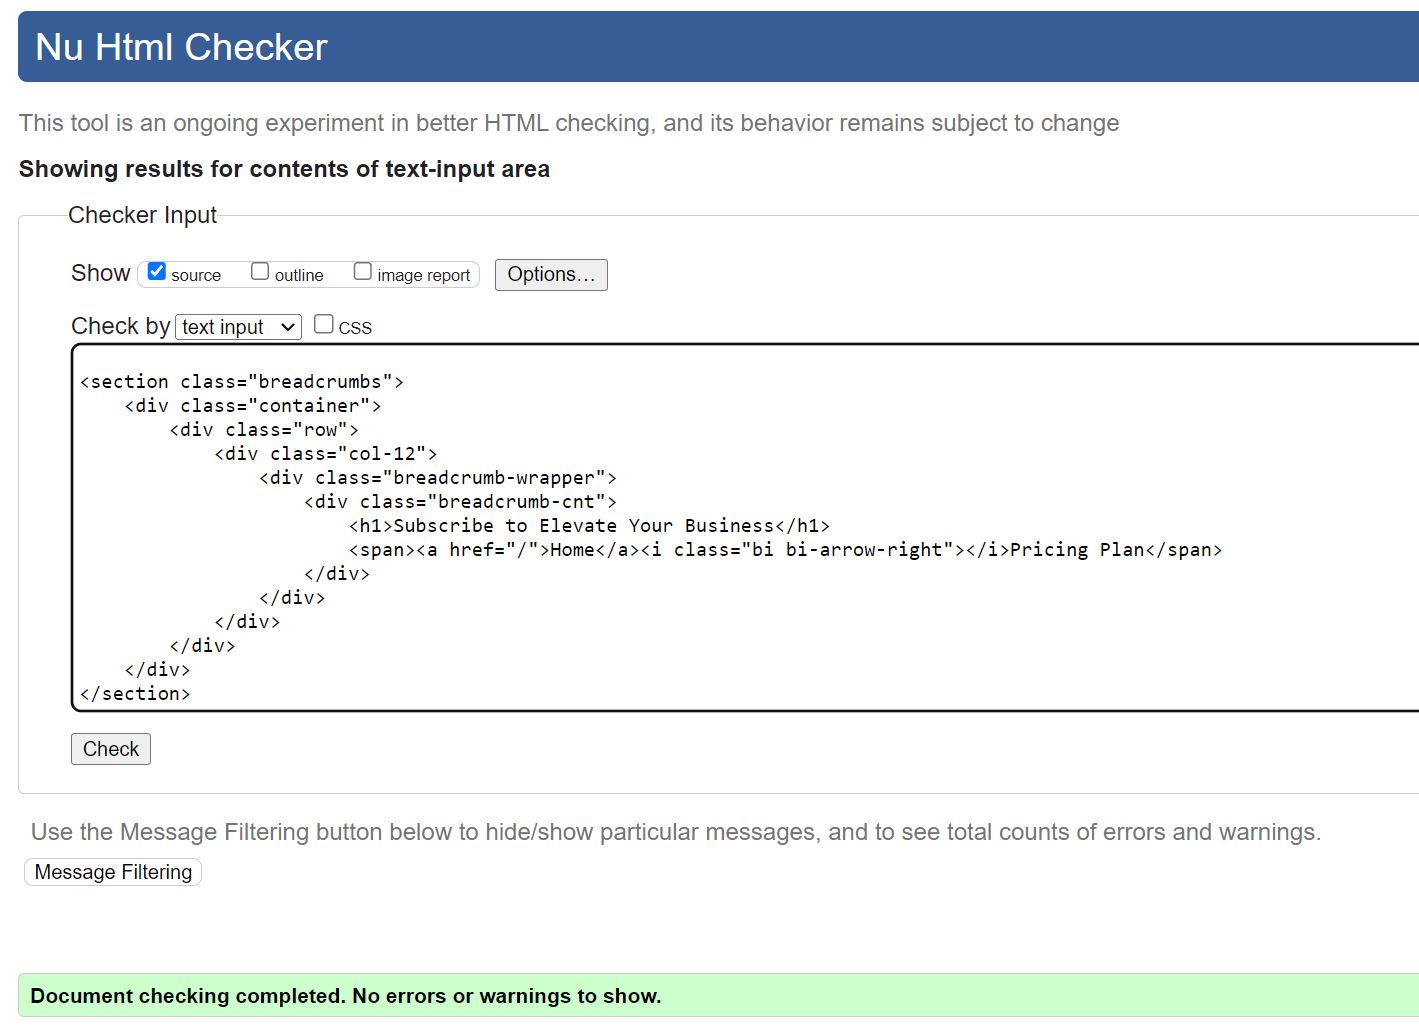 Nu Html Checker
This tool is an ongoing experiment in better HTML checking, and its behavior remains subject to change
Showing results for contents of text-input area
Checker Input
Show source outline image report Options...
Check by text input CSS
<section class="breadcrumbs">
    <div class="container">
        <div class="row">
            <div class="col-12">
                <div class="breadcrumb-wrapper">
                    <div class="breadcrumb-cnt">
                        <h1>Subscribe to Elevate Your Business</h1>
                        <span><a href="/">Home</a><i class="bi bi-arrow-right"></i>Pricing Plan</span>
                    </div>
                </div>
            </div>
        </div>
    </div>
</section>
Check
Use the Message Filtering button below to hide/show particular messages, and to see total counts of errors and warnings.
Message Filtering
Document checking completed. No errors or warnings to show.